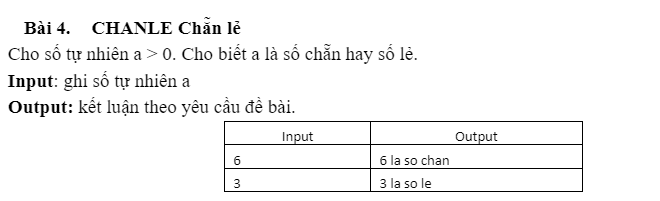 Bài 4. CHANLE Chẵn lẻ
Cho số tự nhiên a > 0. Cho biết a là số chẵn hay số lẻ.
Input: ghi số tự nhiên a
Output: kết luận theo yêu cầu đề bài.
Input Output
6 6 la so chan
3 3 la so le